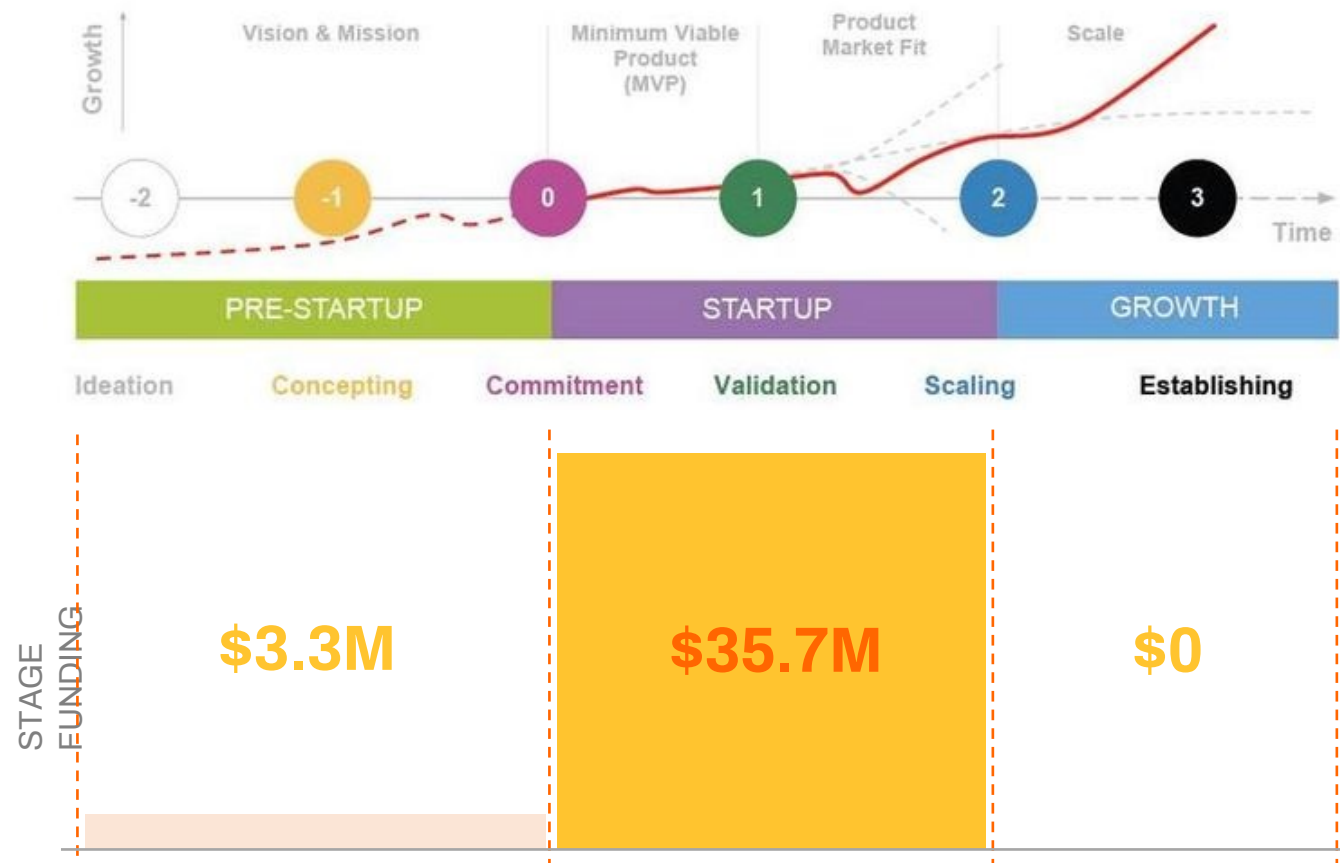 Growth
Vision & Mission
Minimum Viable
Product
(MVP)
Product
Market Fit
Scale
-2
-1
0
1
2
3
Time
PRE-STARTUP
STARTUP
GROWTH
Ideation
Concepting
Commitment
Validation
Scaling
Establishing
STAGE
FUNDING
$3.3M
$35.7M
$0